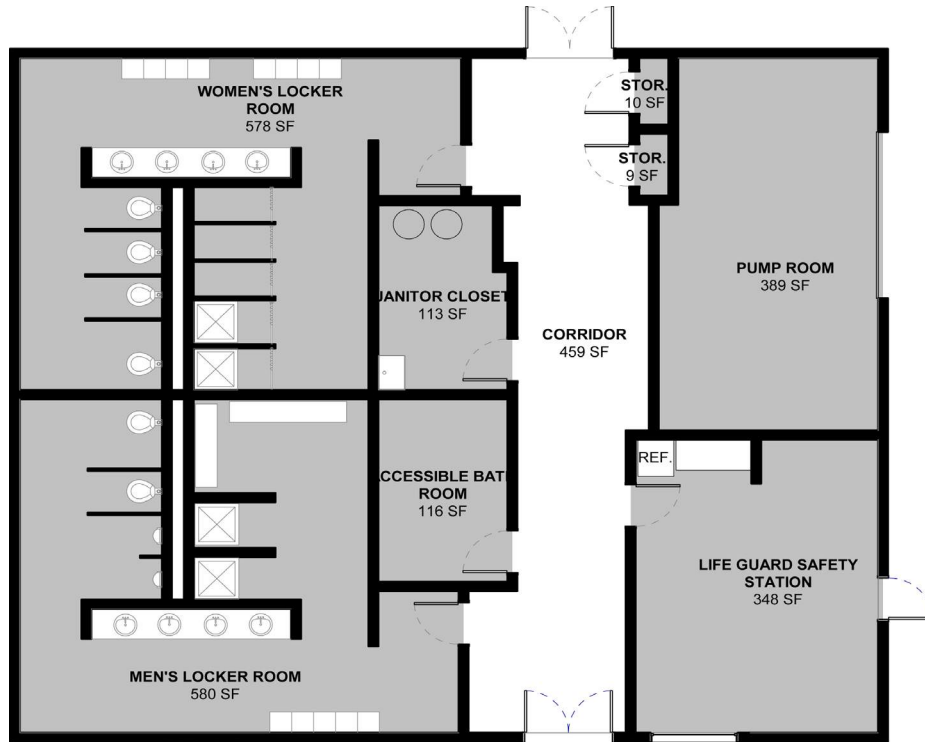 WOMEN'S LOCKER
ROOM
578 SF
STOR.
10 SF
STOR.
9 SF
PUMP ROOM
389 SF
JANITOR CLOSET
113 SF
CORRIDOR
459 SF
REF.
ACCESSIBLE BATH
ROOM
116 SF
LIFE GUARD SAFETY
STATION
348 SF
MEN'S LOCKER ROOM
580 SF